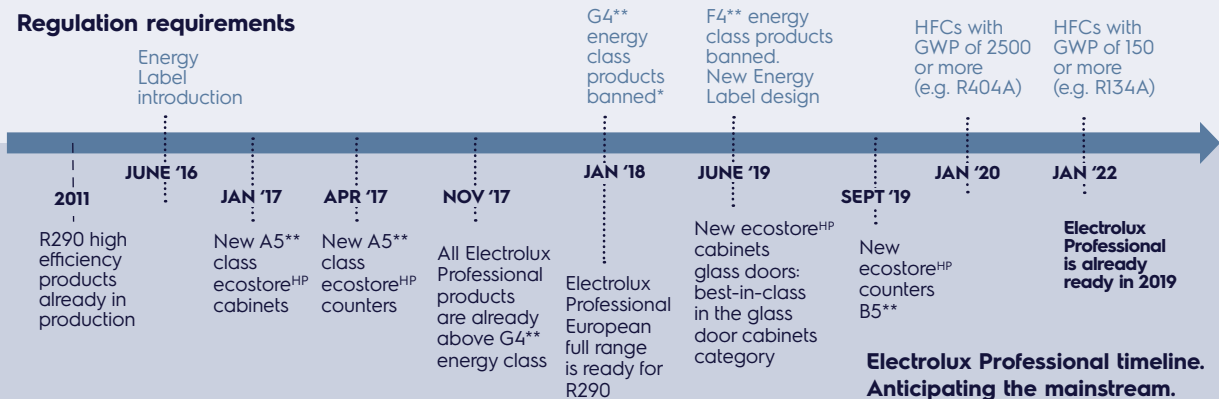 Regulation requirements
Energy
Label
introduction
G4** 
energy
class
products
banned*
F4** energy
class products
banned.
New Energy
Label design
HFCs with
GWP of 2500
or more
(e.g. R404A)
HFCs with
GWP of 150
or more
(e.g. R134A)
2011
JUNE ‘16
JAN ‘17
APR ‘17
NOV ‘17
JAN ‘18
JUNE ‘19
SEPT ‘19
JAN ‘20
JAN ‘22
R290 high
efficiency
products
already in
production
New A5**
class
ecostoreHP
cabinets
New A5**
class
ecostoreHP
counters
All Electrolux
Professional
products
are already
above G4**
energy class
Electrolux
Professional
European
full range
is ready for
R290
New ecostoreHP
cabinets
glass doors:
best-in-class
in the glass
door cabinets
category
New
ecostoreHP
counters
B5**
Electrolux
Professional
is already
ready in 2019
Electrolux Professional timeline.
Anticipating the mainstream.